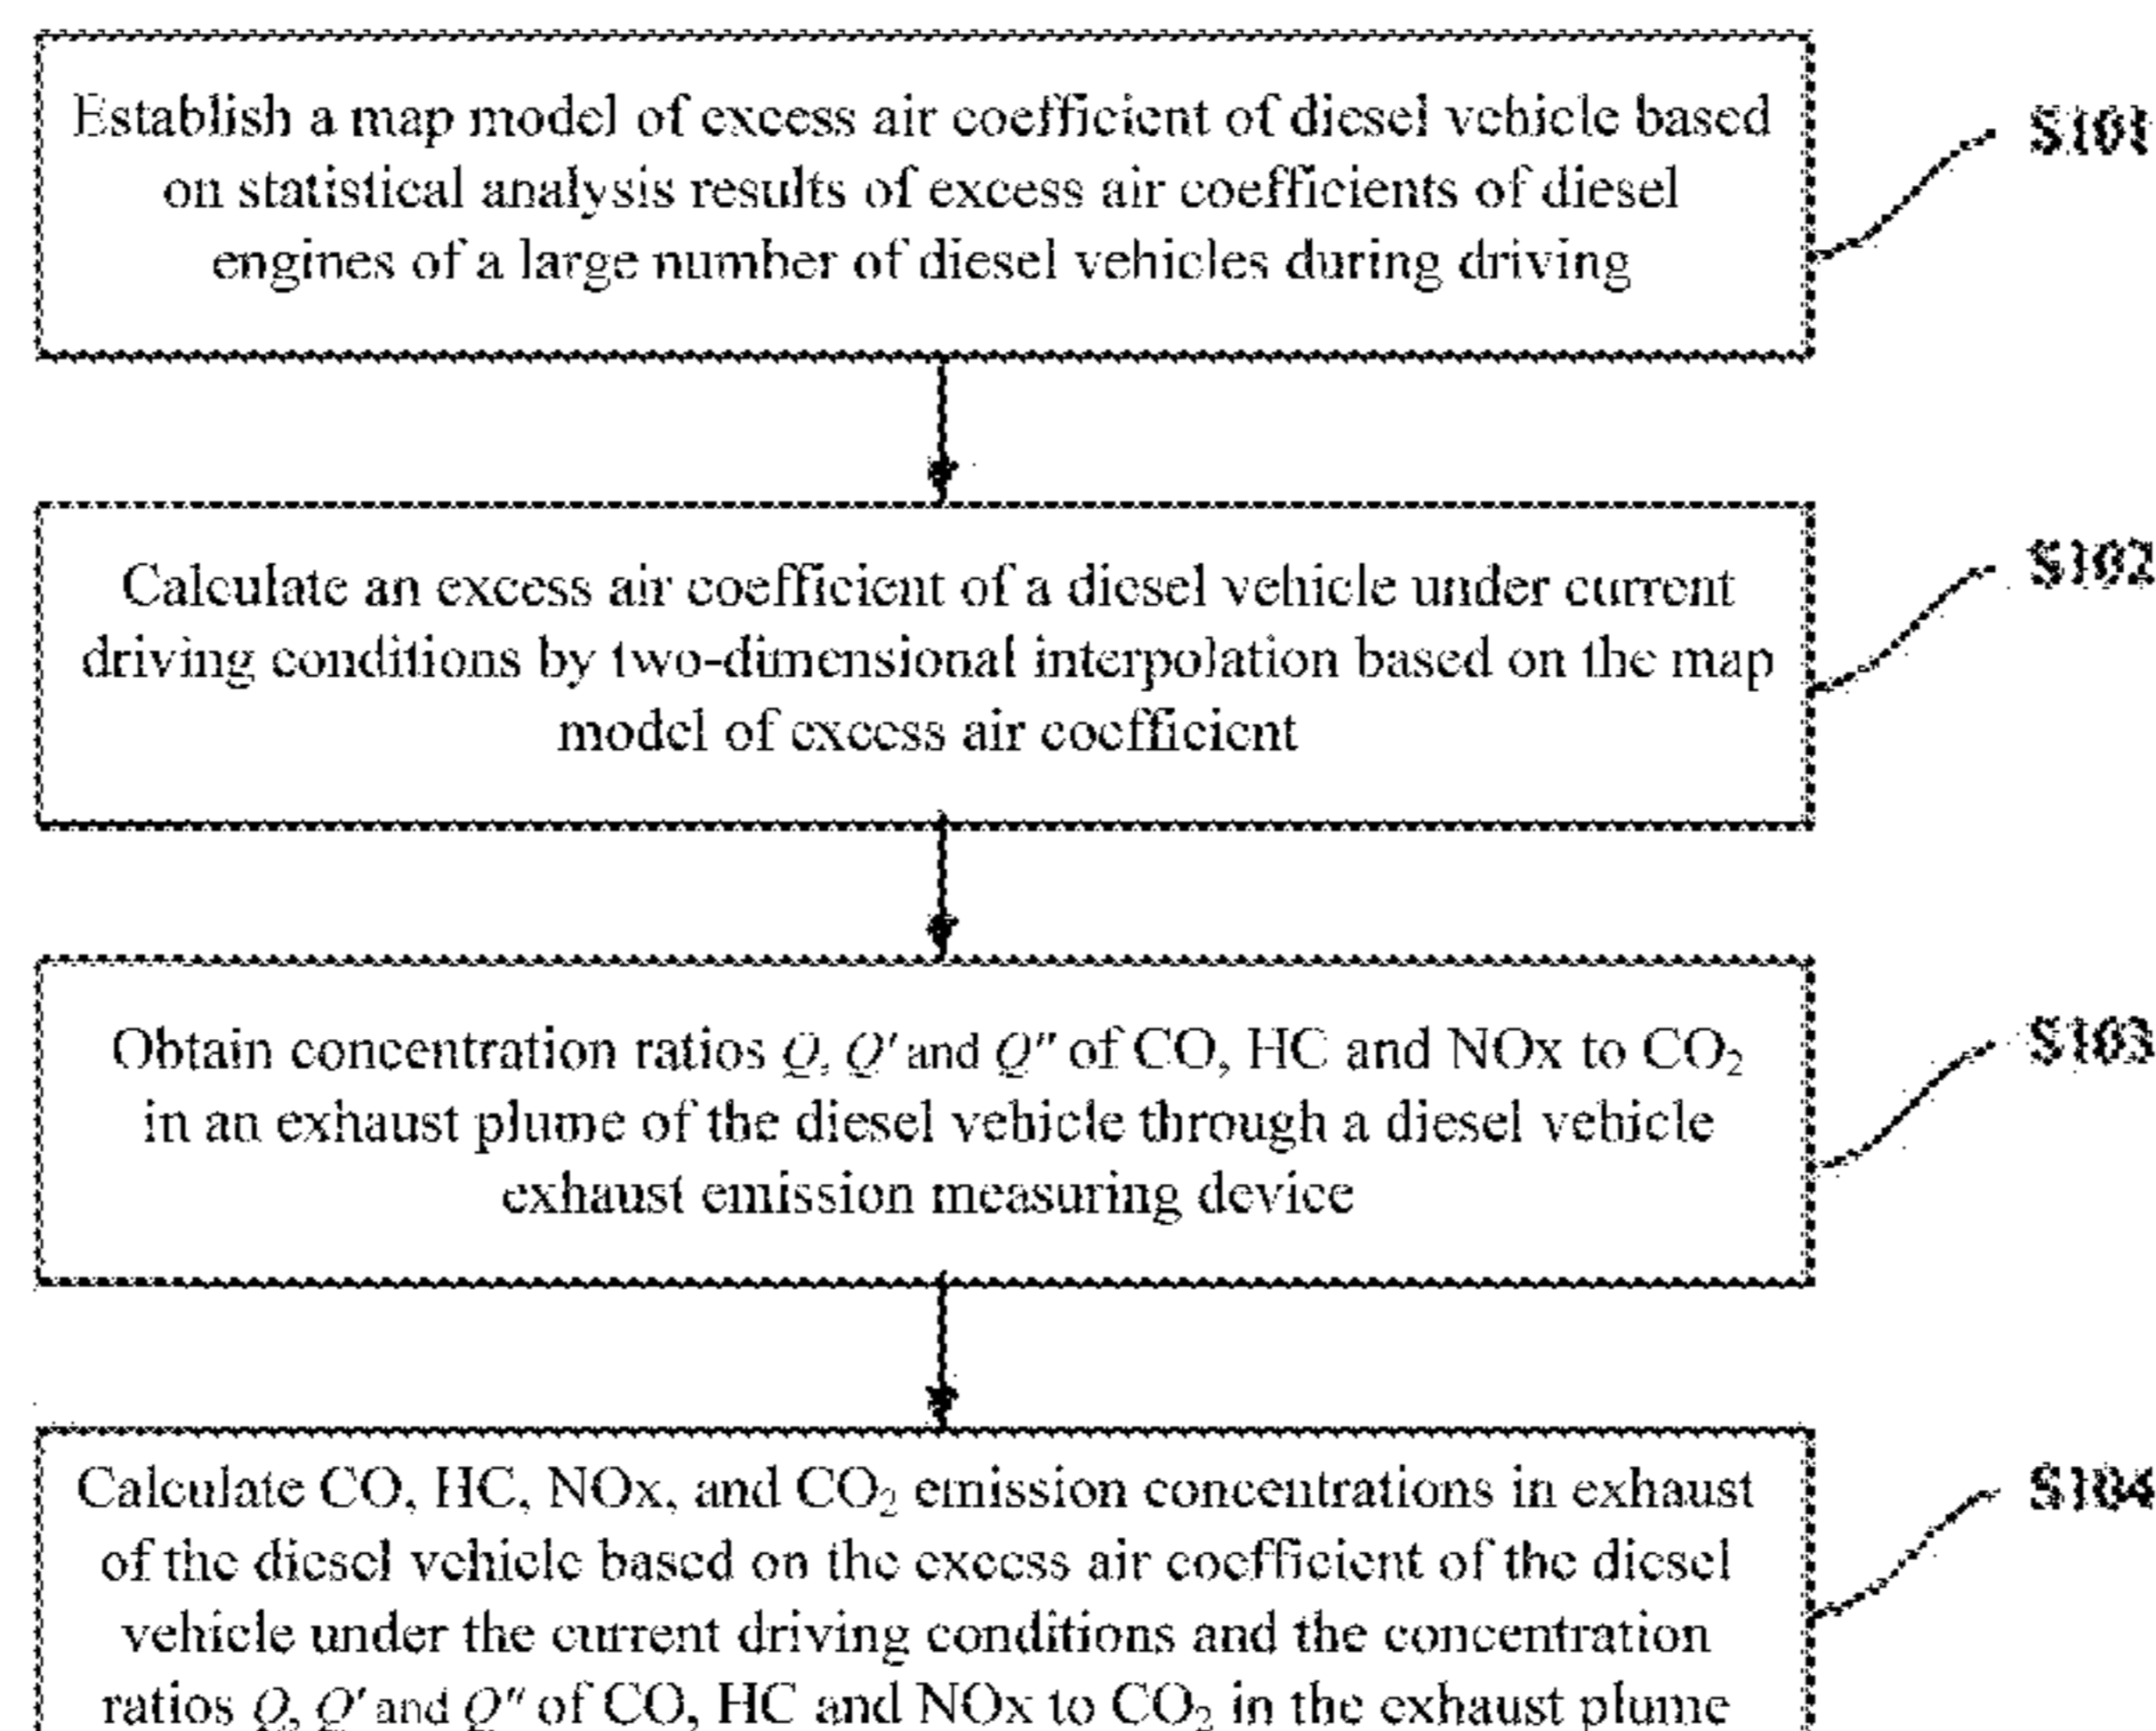 Establish a map model of excess air coefficient of diesel vehicle based
on statistical analysis results of excess air coefficients of diesel
engines of a large number of diesel vehicles during driving
S101
Calculate an excess air coefficient of a diesel vehicle under current
driving conditions by two-dimensional interpolation based on the map
model of excess air coefficient
S102
Obtain concentration ratios Q, Q′ and Q″ of CO, HC and NOx to CO₂
in an exhaust plume of the diesel vehicle through a diesel vehicle
exhaust emission measuring device
S103
Calculate CO, HC, NOx, and CO₂ emission concentrations in exhaust
of the diesel vehicle based on the excess air coefficient of the diesel
vehicle under the current driving conditions and the concentration
ratios Q, Q′ and Q″ of CO, HC and NOx to CO₂ in the exhaust plume
S104